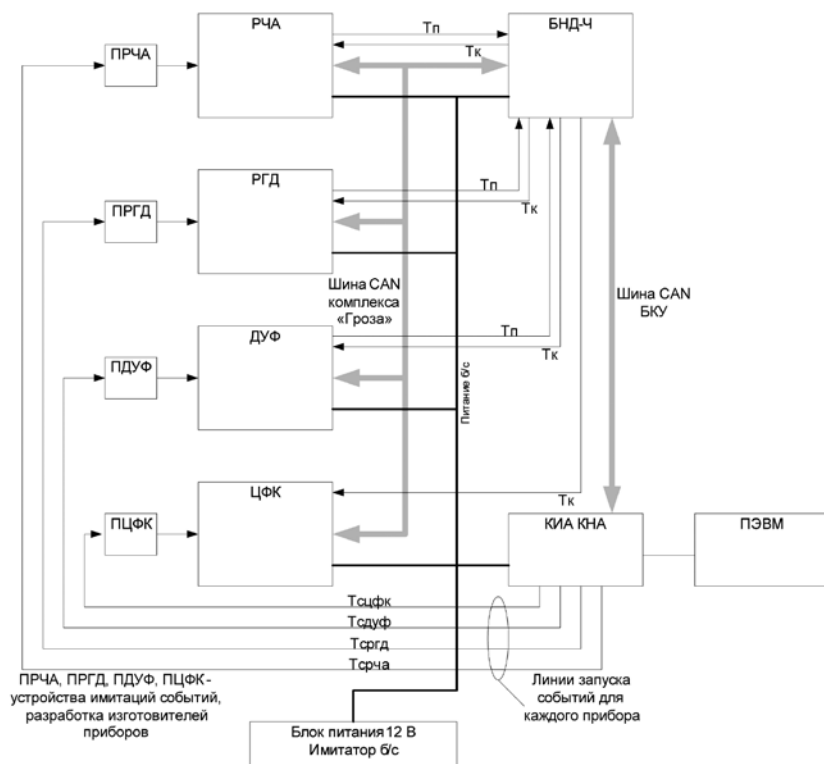 РЧА
Тп
БНД-Ч
ПРЧА
Тк
РГД
Тп
ПРГД
Тк
Шина CAN
комплекса
«Гроза»
Шина CAN
БКУ
ДУФ
Тп
ПДУФ
Тк
Питание б/с
ЦФК
Тк
ПЦФК
КИА КНА
ПЭВМ
Тсцфк
Тсдуф
Тсргд
Тсрча
ПРЧА, ПРГД, ПДУФ, ПЦФК -
устройства имитаций событий,
разработка изготовителей
приборов
Линии запуска
событий для
каждого прибора
Блок питания 12 В
Имитатор б/с